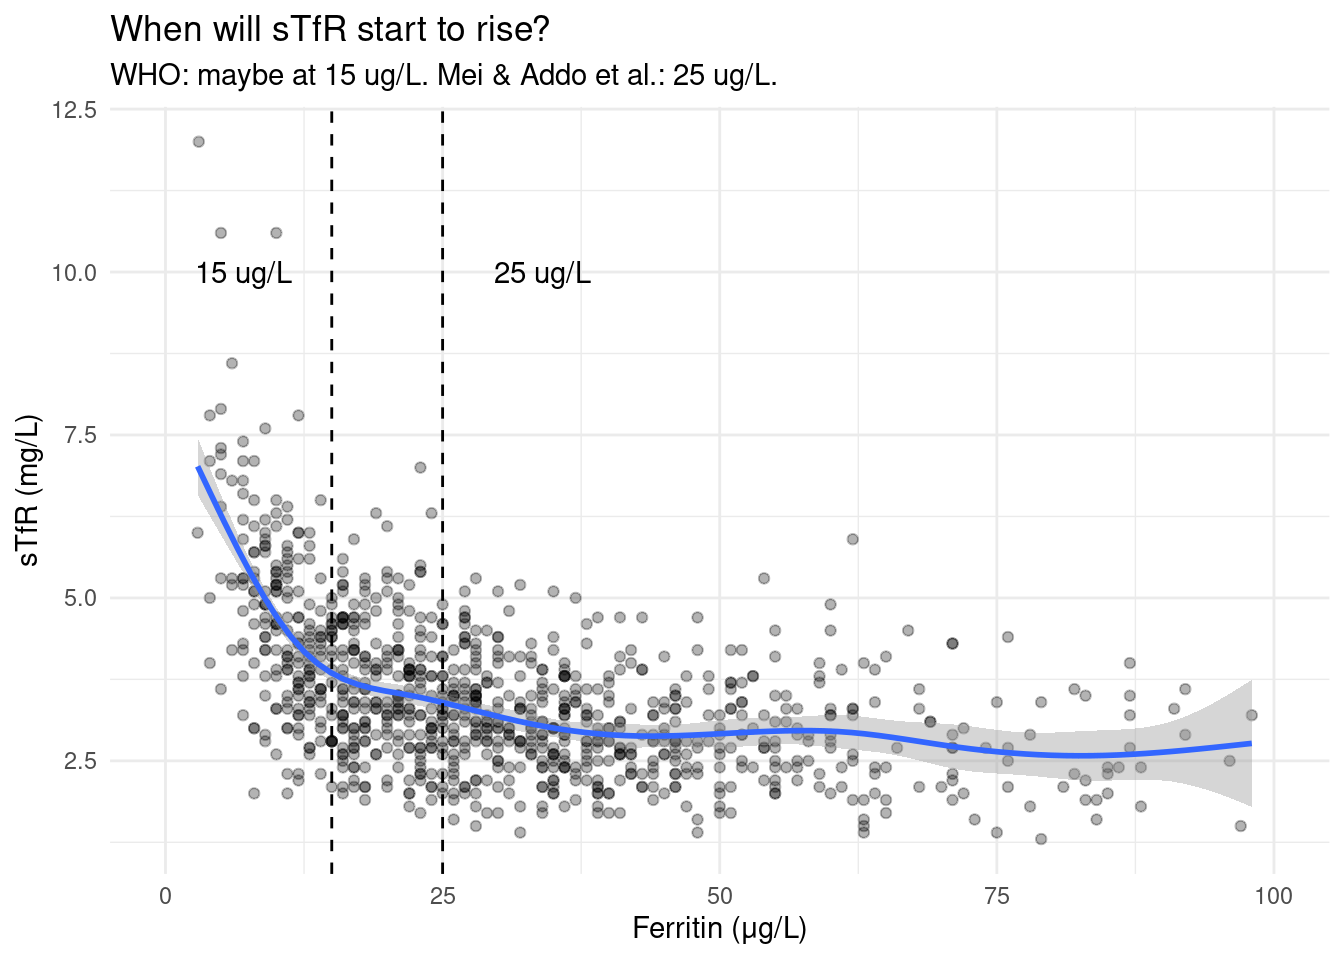 When will sTfR start to rise?
WHO: maybe at 15 ug/L. Mei & Addo et al.: 25 ug/L.
12.5
10.0
7.5
5.0
2.5
sTfR (mg/L)
15 ug/L
25 ug/L
0
25
50
75
100
Ferritin (µg/L)